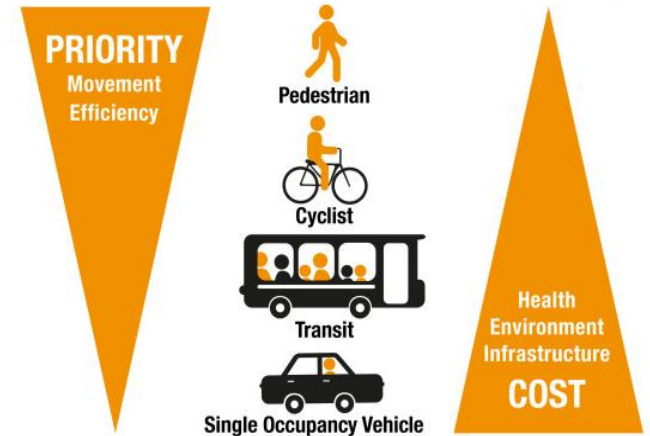 PRIORITY
Movement
Efficiency
Pedestrian
Cyclist
Transit
Single Occupancy Vehicle
Health
Environment
Infrastructure
COST